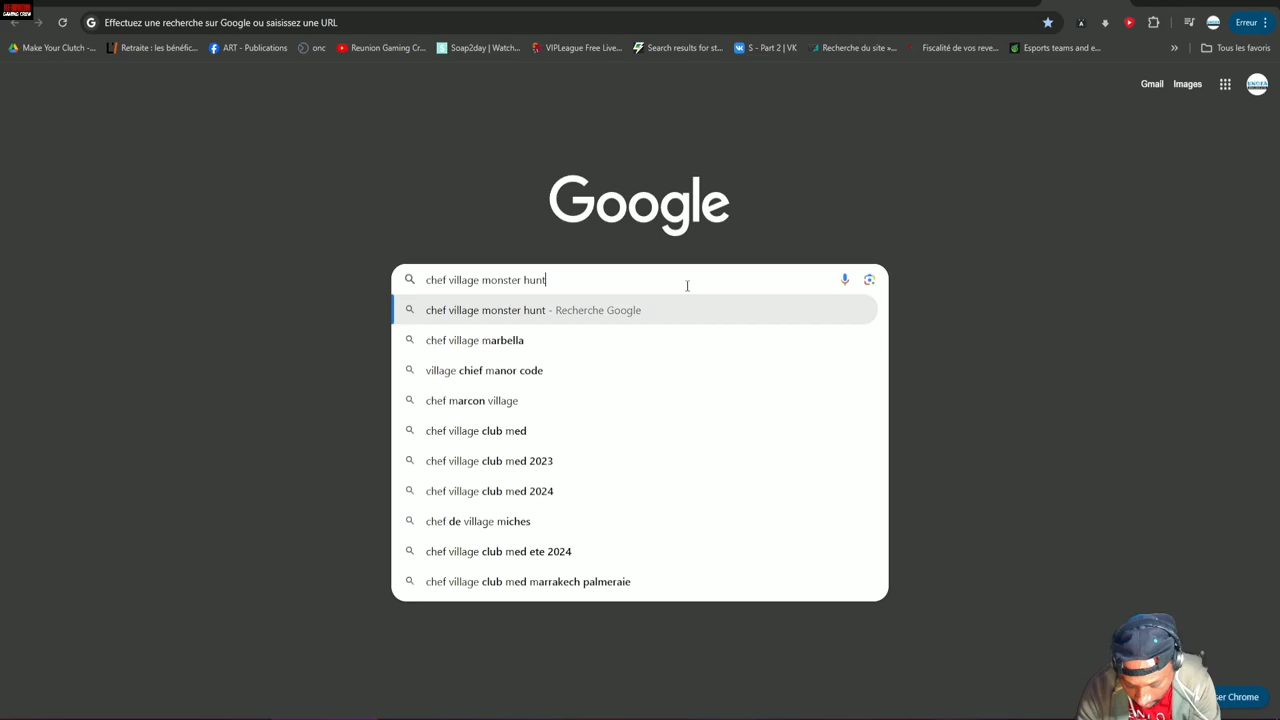 REUNION
GAMING CREW
Effectuez une recherche sur Google ou saisissez une URL
Erreur
Make Your Clutch -...
Retraite : les bénéfic...
ART - Publications
onc
Reunion Gaming Cr...
Soap2day | Watch...
VIPLeague Free Live...
Search results for st...
S - Part 2 | VK
Recherche du site »...
Fiscalité de vos reve...
Esports teams and e...
Tous les favoris
Gmail
Images
Google
chef village monster hunt
chef village monster hunt - Recherche Google
chef village marbella
village chief manor code
chef marcon village
chef village club med
chef village club med 2023
chef village club med 2024
chef de village miches
chef village club med ete 2024
chef village club med marrakech palmeraie
ser Chrome